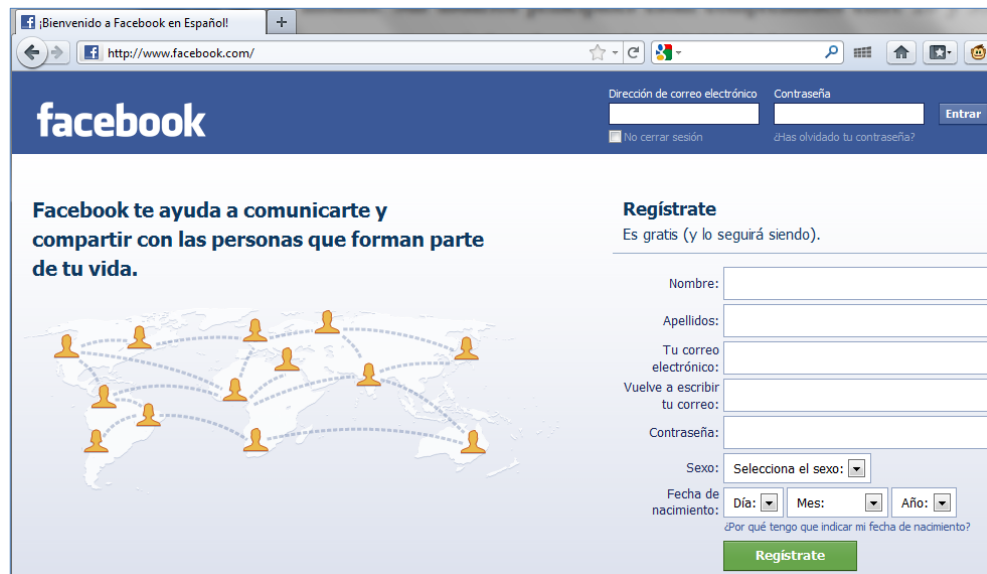 ¡Bienvenido a Facebook en Español!
http://www.facebook.com/
facebook
Dirección de correo electrónico
Contraseña
Entrar
No cerrar sesión
¿Has olvidado tu contraseña?
Facebook te ayuda a comunicarte y
compartir con las personas que forman parte
de tu vida.
Regístrate
Es gratis (y lo seguirá siendo).
Nombre:
Apellidos:
Tu correo
electrónico:
Vuelve a escribir
tu correo:
Contraseña:
Sexo: Selecciona el sexo:
Fecha de
nacimiento:
Día: Mes: Año:
¿Por qué tengo que indicar mi fecha de nacimiento?
Regístrate